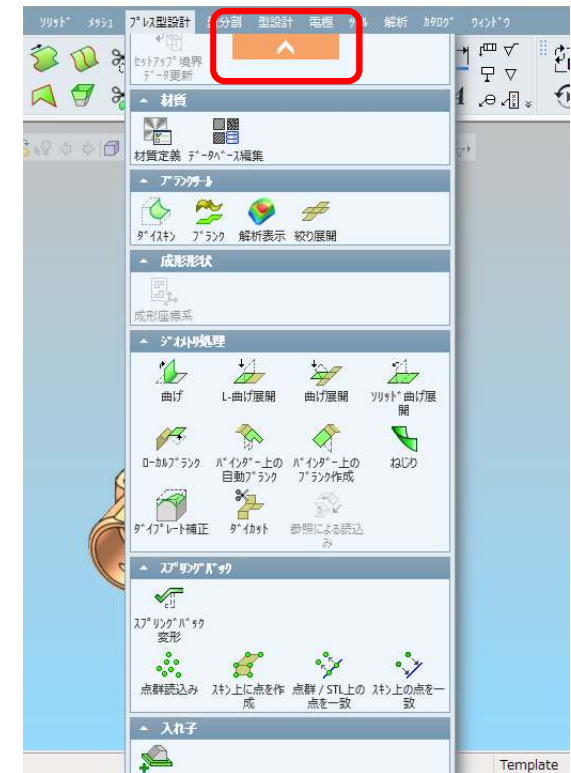 ｿﾘｯﾄﾞ ﾒｯｼｭ ﾌﾟﾚｽ型設計 型設計 電極 解析 ｶﾀﾛｸﾞ ｳｨﾝﾄﾞｳ
ｾｯﾄｱｯﾌﾟ境界
ﾃﾞｰﾀ更新
材質
材質定義 ﾃﾞｰﾀﾍﾞｰｽ編集
ﾌﾞﾗﾝｸﾂｰﾙ
ﾀﾞｲｽｷﾝ ﾌﾞﾗﾝｸ 解析表示 絞り展開
成形形状
成形座標系
ｼﾞｵﾒﾄﾘ処理
曲げ L-曲げ展開 曲げ展開 ｿﾘｯﾄﾞ曲げ展
開
ﾛｰｶﾙﾌﾞﾗﾝｸ ﾊﾞｲﾝﾀﾞｰ上の
自動ﾌﾞﾗﾝｸ ﾊﾞｲﾝﾀﾞｰ上の
ﾌﾞﾗﾝｸ作成 ねじり
ﾀﾞｲﾌﾟﾚｰﾄ補正 ﾀﾞｲｶｯﾄ 参照による読込
み
ｽﾌﾟﾘﾝｸﾞﾊﾞｯｸ
ｽﾌﾟﾘﾝｸﾞﾊﾞｯｸ
変形
点群読込み ｽｷﾝ上に点を作
成 点群 / STL上の
点を一致 ｽｷﾝ上の点を一
致
入れ子
Template